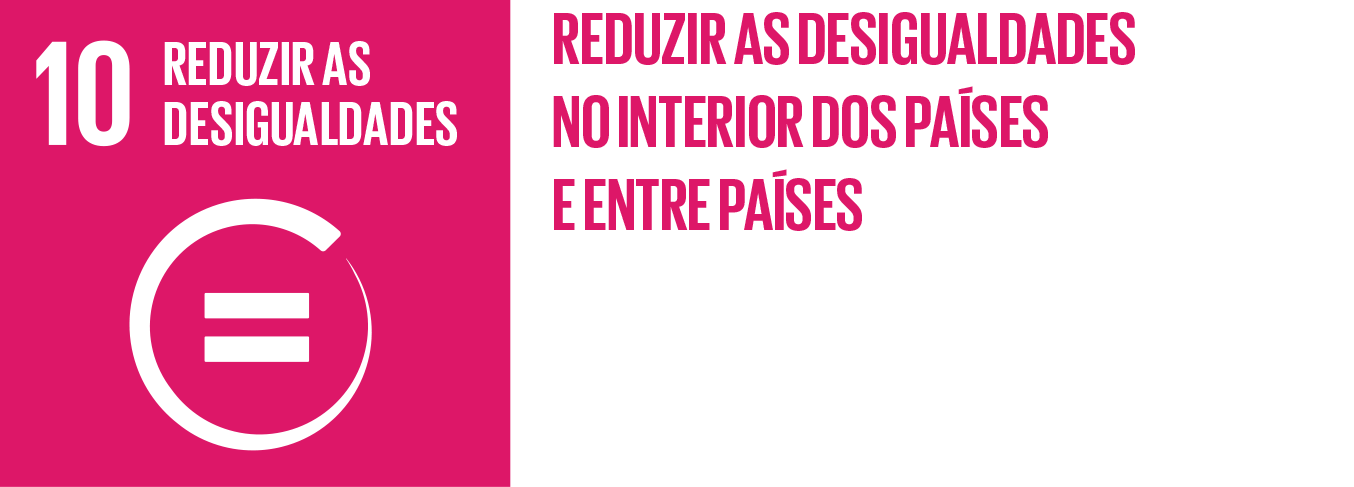 10
REDUZIR AS
DESIGUALDADES
=
REDUZIR AS DESIGUALDADES
NO INTERIOR DOS PAÍSES
E ENTRE PAÍSES